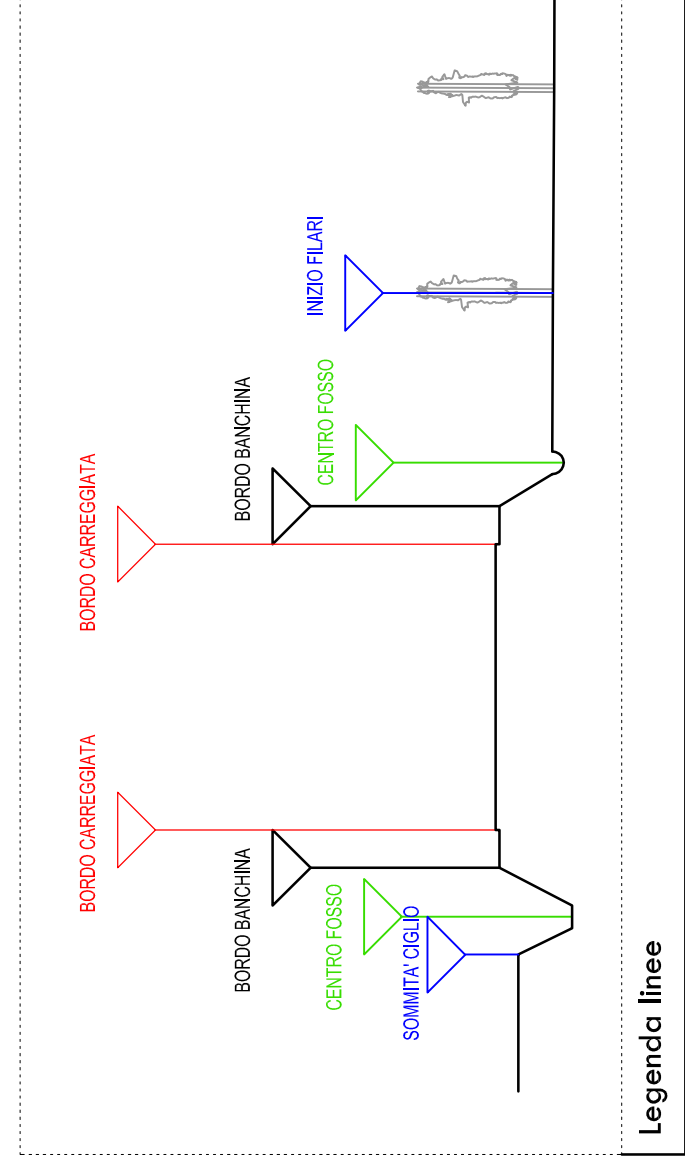 BORDO CARREGGIATA
BORDO CARREGGIATA
BORDO BANCHINA
BORDO BANCHINA
CENTRO FOSSO
CENTRO FOSSO
INIZIO FILARI
SOMMITA' CIGLIO
Legenda linee